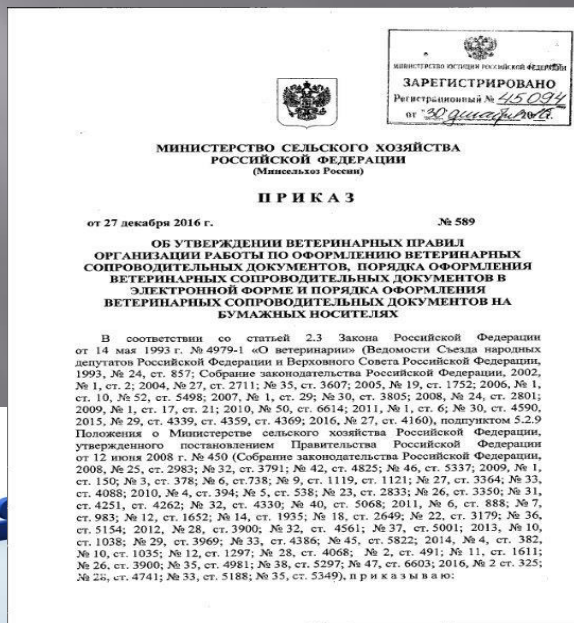 МИНИСТЕРСТВО ЮСТИЦИИ РОССИЙСКОЙ ФЕДЕРАЦИИ
ЗАРЕГИСТРИРОВАНО
Регистрационный № 45094
от "30 декабря 2016 г.
МИНИСТЕРСТВО СЕЛЬСКОГО ХОЗЯЙСТВА
РОССИЙСКОЙ ФЕДЕРАЦИИ
(Минсельхоз России)
ПРИКАЗ
от 27 декабря 2016 г. № 589
ОБ УТВЕРЖДЕНИИ ВЕТЕРИНАРНЫХ ПРАВИЛ
ОРГАНИЗАЦИИ РАБОТЫ ПО ОФОРМЛЕНИЮ ВЕТЕРИНАРНЫХ
СОПРОВОДИТЕЛЬНЫХ ДОКУМЕНТОВ, ПОРЯДКА ОФОРМЛЕНИЯ
ВЕТЕРИНАРНЫХ СОПРОВОДИТЕЛЬНЫХ ДОКУМЕНТОВ В
ЭЛЕКТРОННОЙ ФОРМЕ И ПОРЯДКА ОФОРМЛЕНИЯ
ВЕТЕРИНАРНЫХ СОПРОВОДИТЕЛЬНЫХ ДОКУМЕНТОВ НА
БУМАЖНЫХ НОСИТЕЛЯХ
В соответствии со статьей 2.3 Закона Российской Федерации
от 14 мая 1993 г. № 4979-1 «О ветеринарии» (Ведомости Съезда народных
депутатов Российской Федерации и Верховного Совета Российской Федерации,
1993, № 24, ст. 857; Собрание законодательства Российской Федерации, 2002,
№ 1, ст. 2; 2004, № 27, ст. 2711; № 35, ст. 3607; 2005, № 19, ст. 1752; 2006, № 1,
ст. 10, № 52, ст. 5498; 2007, № 1, ст. 29; № 30, ст. 3805; 2008, № 24, ст. 2801;
2009, № 1, ст. 17, ст. 21; 2010, № 50, ст. 6614; 2011, № 1, ст. 6; № 30, ст. 4590,
2015, № 29, ст. 4339, ст. 4359, ст. 4369; 2016, № 27, ст. 4160), подпунктом 5.2.9
Положения о Министерстве сельского хозяйства Российской Федерации,
утвержденного постановлением Правительства Российской Федерации
от 12 июня 2008 г. № 450 (Собрание законодательства Российской Федерации,
2008, № 25, ст. 2983; № 32, ст. 3791; № 42, ст. 4825; № 46, ст. 5337; 2009, № 1,
ст. 150; № 3, ст. 378; № 6, ст.738; № 9, ст. 1119, ст. 1121; № 27, ст. 3364; № 33,
ст. 4088; 2010, № 4, ст. 394; № 5, ст. 538; № 23, ст. 2833; № 26, ст. 3350; № 31,
ст. 4251, ст. 4262; № 32, ст. 4330; № 40, ст. 5068; 2011, № 6, ст. 888; № 7,
ст. 983; № 12, ст. 1652; № 14, ст. 1935; № 18, ст. 2649; № 22, ст. 3179; № 36,
ст. 5154; 2012, № 28, ст. 3900; № 32, ст. 4561; № 37, ст. 5001; 2013, № 10,
ст. 1038; № 29, ст. 3969; № 33, ст. 4386; № 45, ст. 5822; 2014, № 4, ст. 382,
№ 10, ст. 1035; № 12, ст. 1297; № 28, ст. 4068; № 2, ст. 491; № 11, ст. 1611;
№ 26, ст. 3900; № 35, ст. 4981; № 38, ст. 5297; № 47, ст. 6603; 2016, № 2 ст. 325;
№ 28, ст. 4741; № 33, ст. 5188; № 35, ст. 5349), п р и к а з ы в а ю: